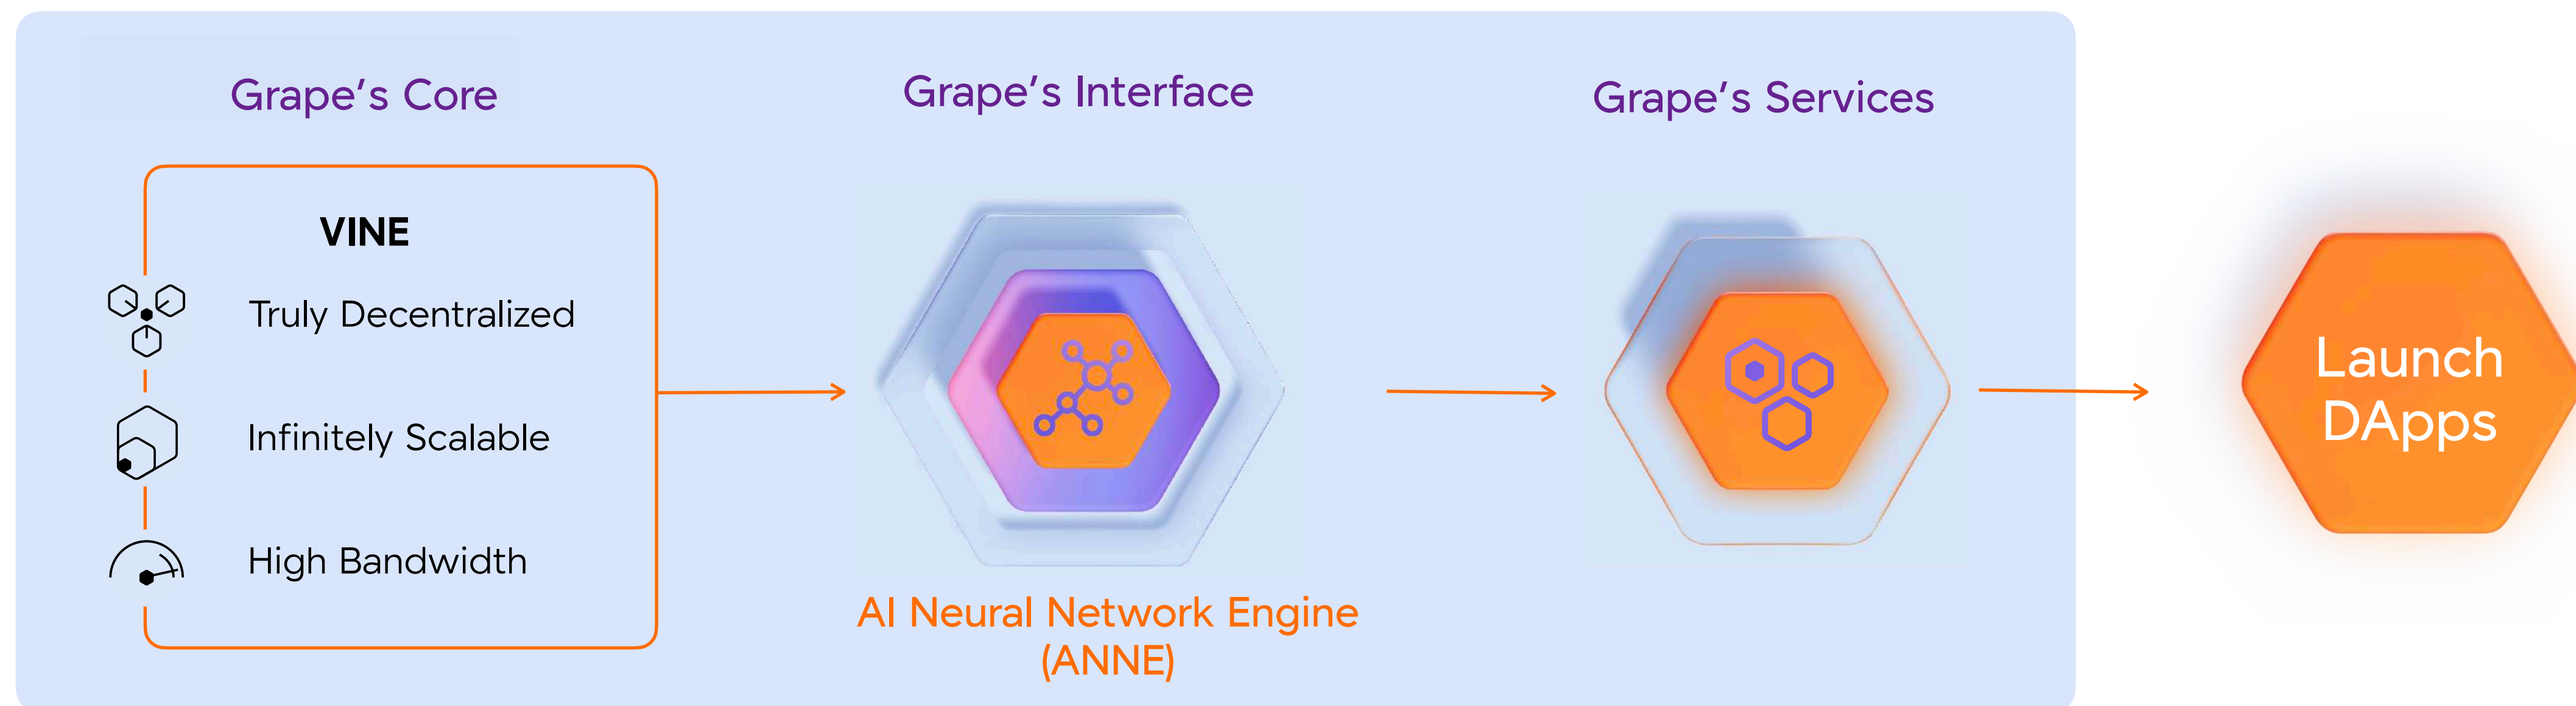 Grape's Core
VINE
Truly Decentralized
Infinitely Scalable
High Bandwidth
Grape's Interface
AI Neural Network Engine
(ANNE)
Grape's Services
Launch
DApps